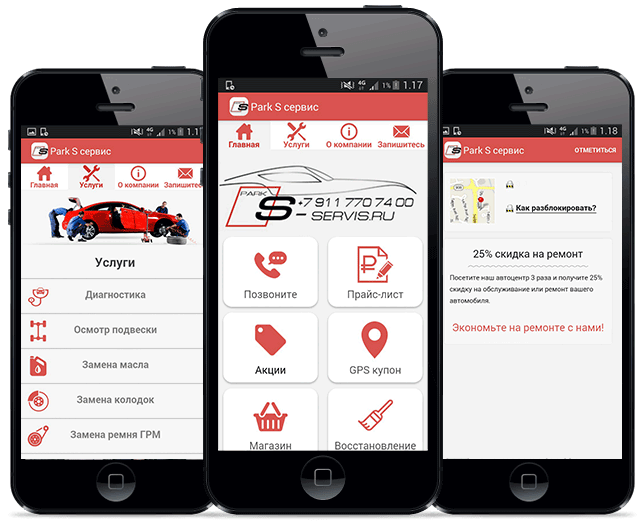 1.1
Park S сервис
Главная
Услуги
О компании
Запишитесь
Услуги
Диагностика
Осмотр подвески
Замена масла
Замена колодок
Замена ремня ГРМ
4G
1%
1.17
Park S сервис
Главная
Услуги
О компании
Запишитесь
PARK
S +7 911 770 74 00
- SERVIS.RU
Позвоните
Прайс-лист
Акции
GPS купон
Магазин
Восстановление
4G
1%
1.18
Park S сервис
ОТМЕТИТЬСЯ
Как разблокировать?
25% скидка на ремонт
Посетите наш автоцентр 3 раза и получите 25%
скидку на обслуживание или ремонт вашего
автомобиля.
Экономьте на ремонте с нами!